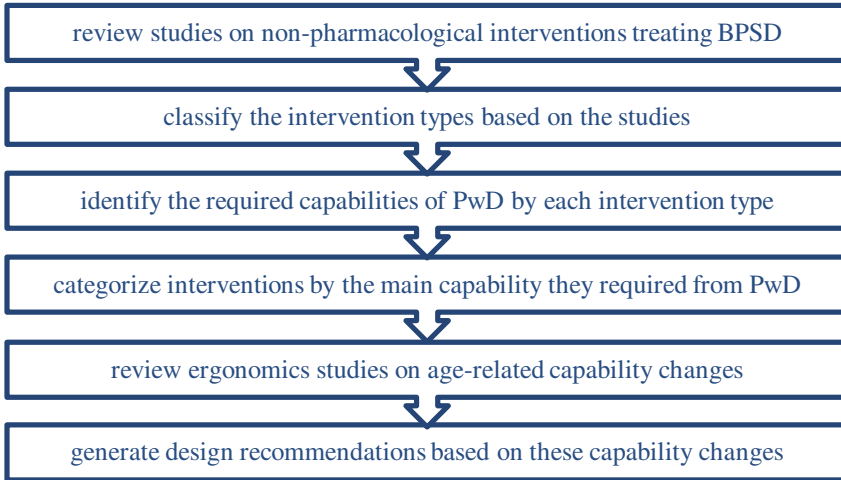 review studies on non-pharmacological interventions treating BPSD
classify the intervention types based on the studies
identify the required capabilities of PwD by each intervention type
categorize interventions by the main capability they required from PwD
review ergonomics studies on age-related capability changes
generate design recommendations based on these capability changes